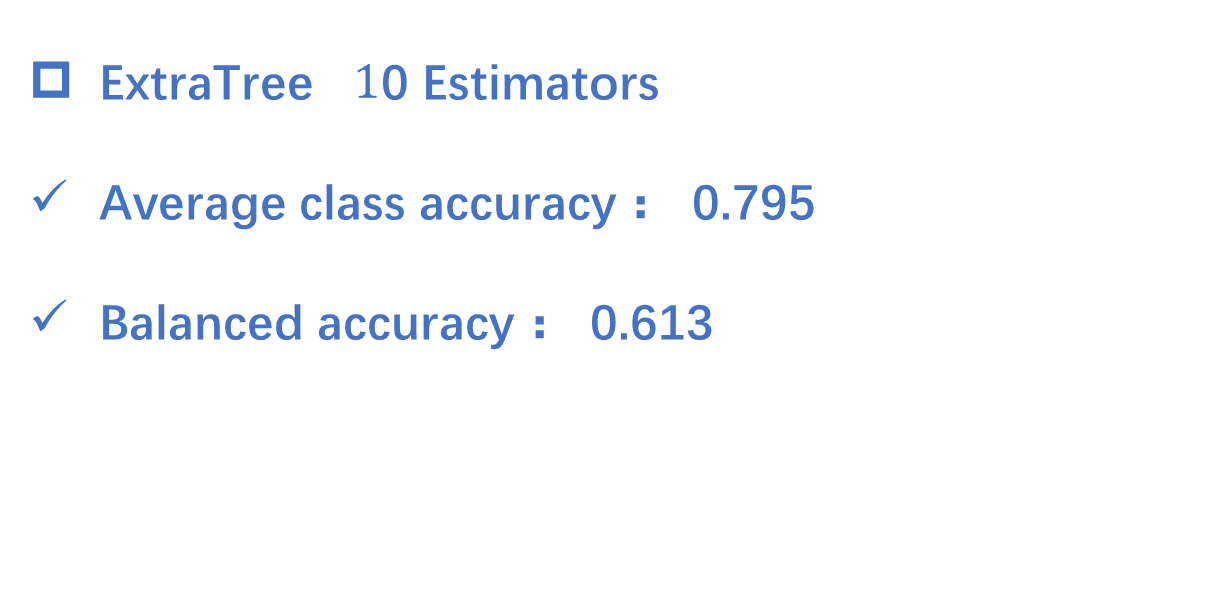 ExtraTree 10 Estimators
Average class accuracy： 0.795
Balanced accuracy： 0.613